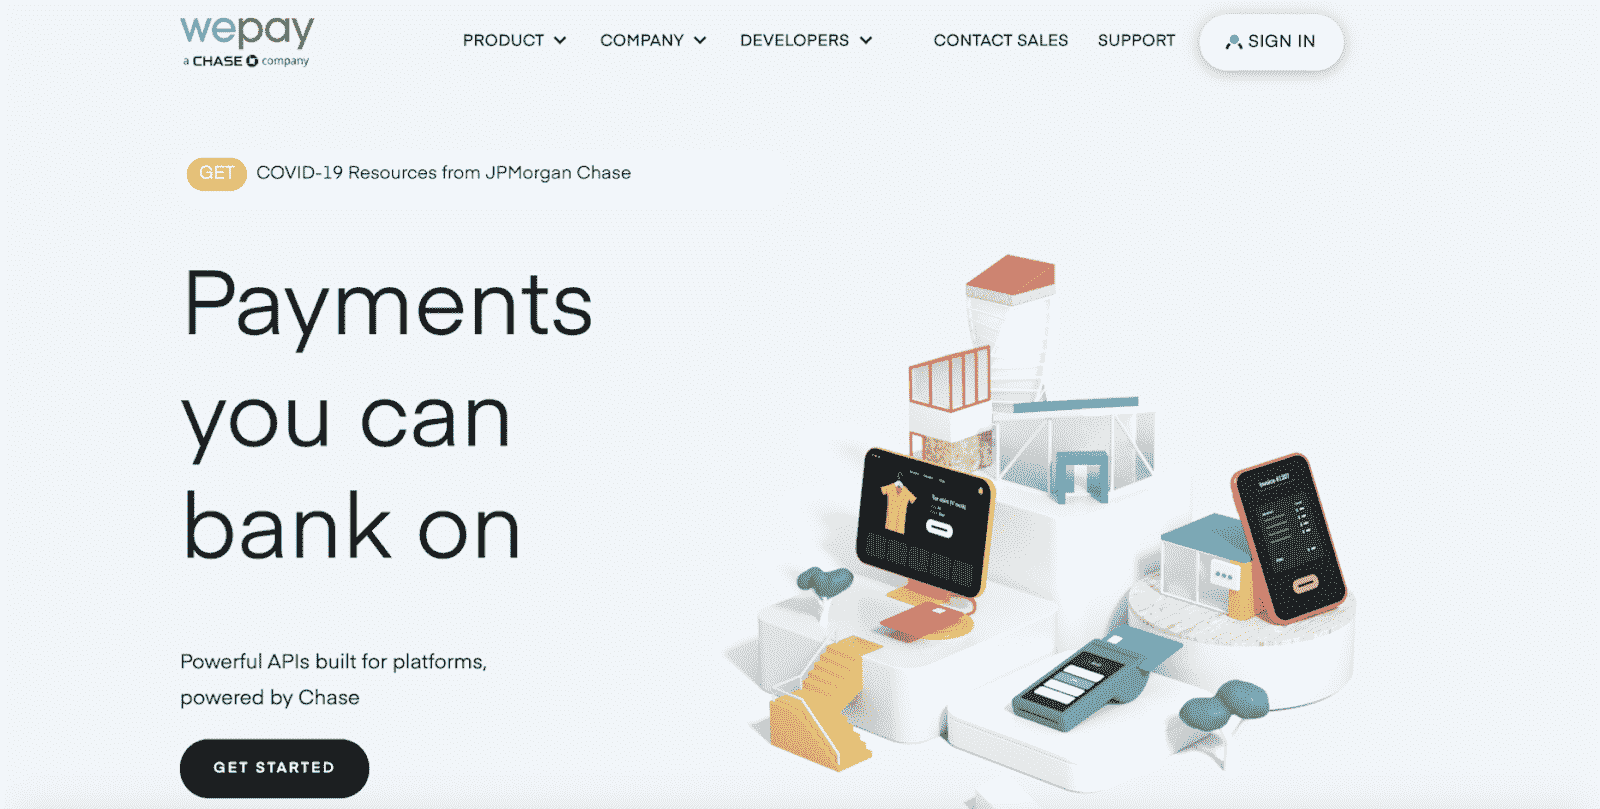 wepay
a CHASE company
PRODUCT
COMPANY
DEVELOPERS
CONTACT SALES
SUPPORT
SIGN IN
GET COVID-19 Resources from JPMorgan Chase
Payments
you can
bank on
Powerful APIs built for platforms,
powered by Chase
GET STARTED